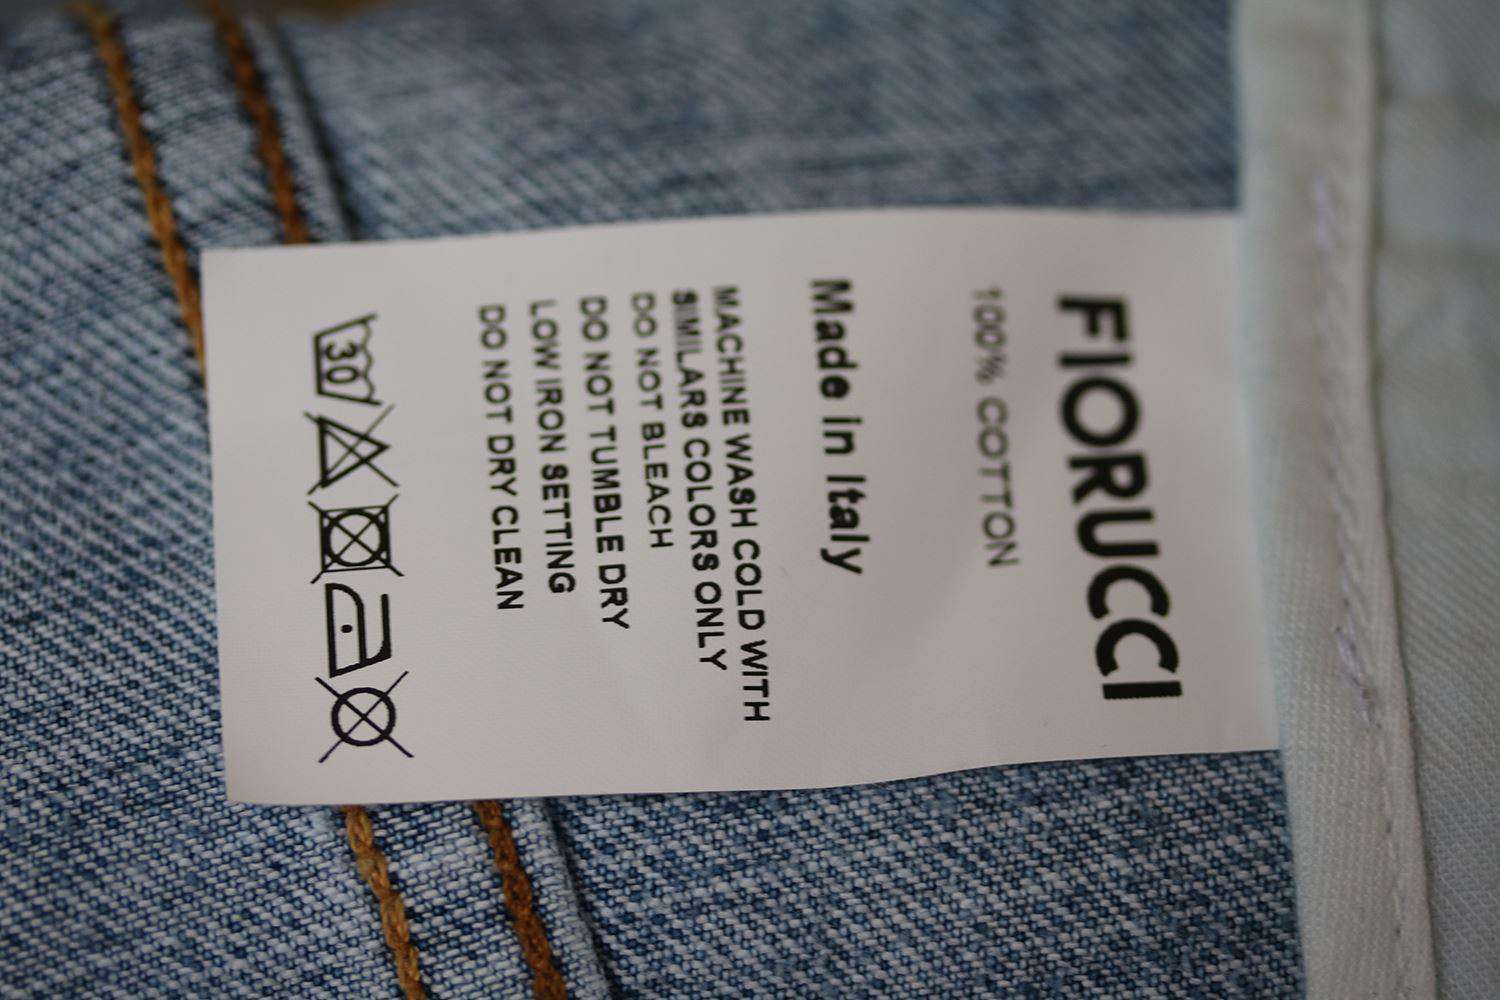 FIORUCCI
100% COTTON
Made in Italy
MACHINE WASH COLD WITH
SIMILARS COLORS ONLY
DO NOT BLEACH
DO NOT TUMBLE DRY
LOW IRON SETTING
DO NOT DRY CLEAN
30